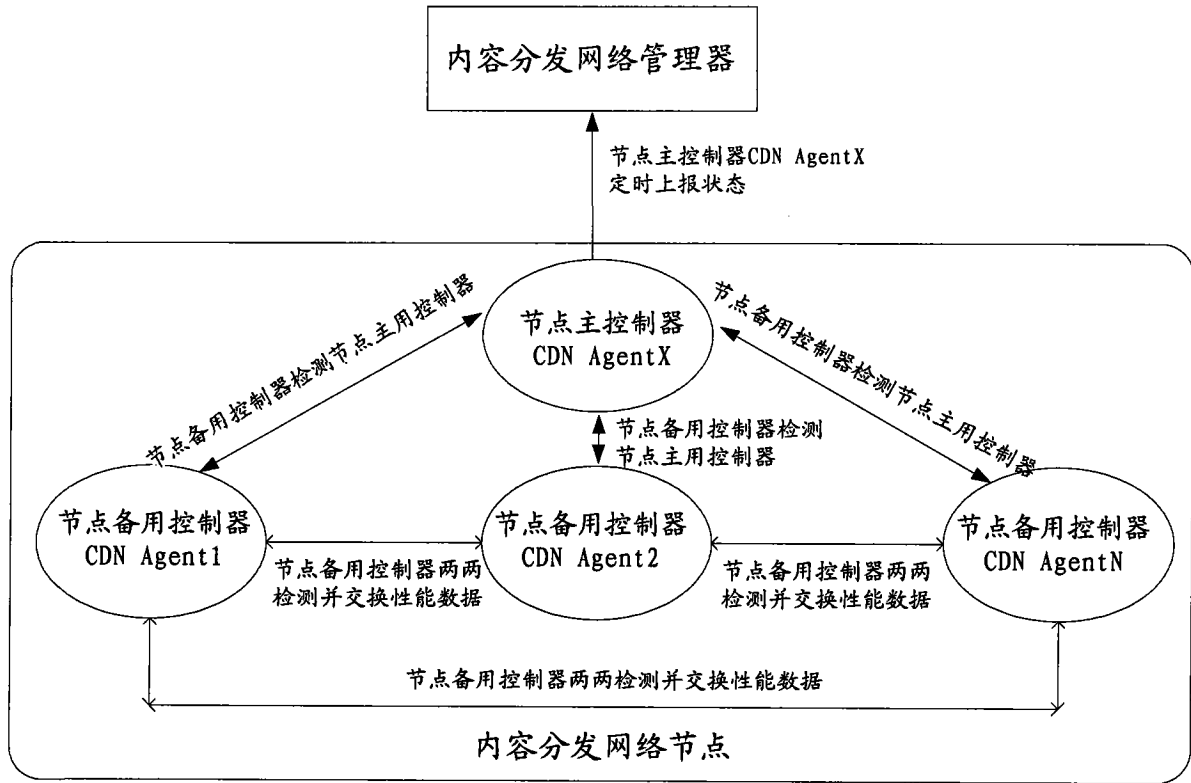 内容分发网络管理器
节点主控制器CDN AgentX
定时上报状态
节点备用控制器检测节点主用控制器
节点主控制器
CDN AgentX
节点备用控制器检测节点主用控制器
节点备用控制器检测
节点主用控制器
节点备用控制器
CDN Agent1
节点备用控制器
CDN Agent2
节点备用控制器
CDN AgentN
节点备用控制器两两
检测并交换性能数据
节点备用控制器两两
检测并交换性能数据
节点备用控制器两两检测并交换性能数据
内容分发网络节点